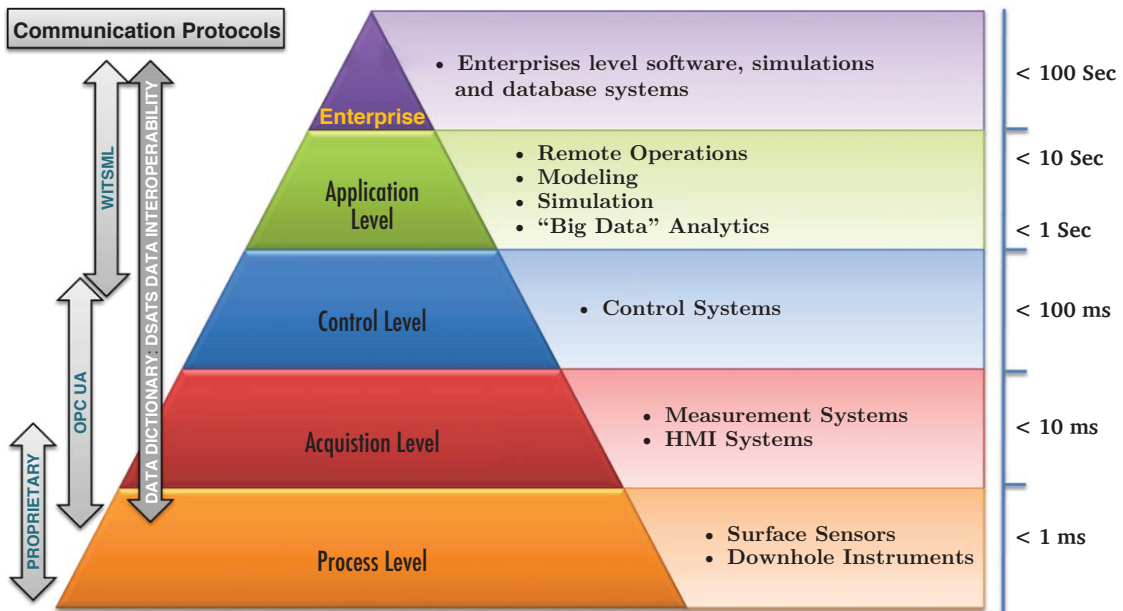 Communication Protocols
WITSML
DATA DICTIONARY: DSATS DATA INTEROPERABILITY
OPC UA
PROPRIETARY
Enterprise
• Enterprises level software, simulations
and database systems
< 100 Sec
Application
Level
• Remote Operations
• Modeling
• Simulation
• “Big Data” Analytics
< 10 Sec
< 1 Sec
Control Level
• Control Systems
< 100 ms
Acquistion Level
• Measurement Systems
• HMI Systems
< 10 ms
Process Level
• Surface Sensors
• Downhole Instruments
< 1 ms